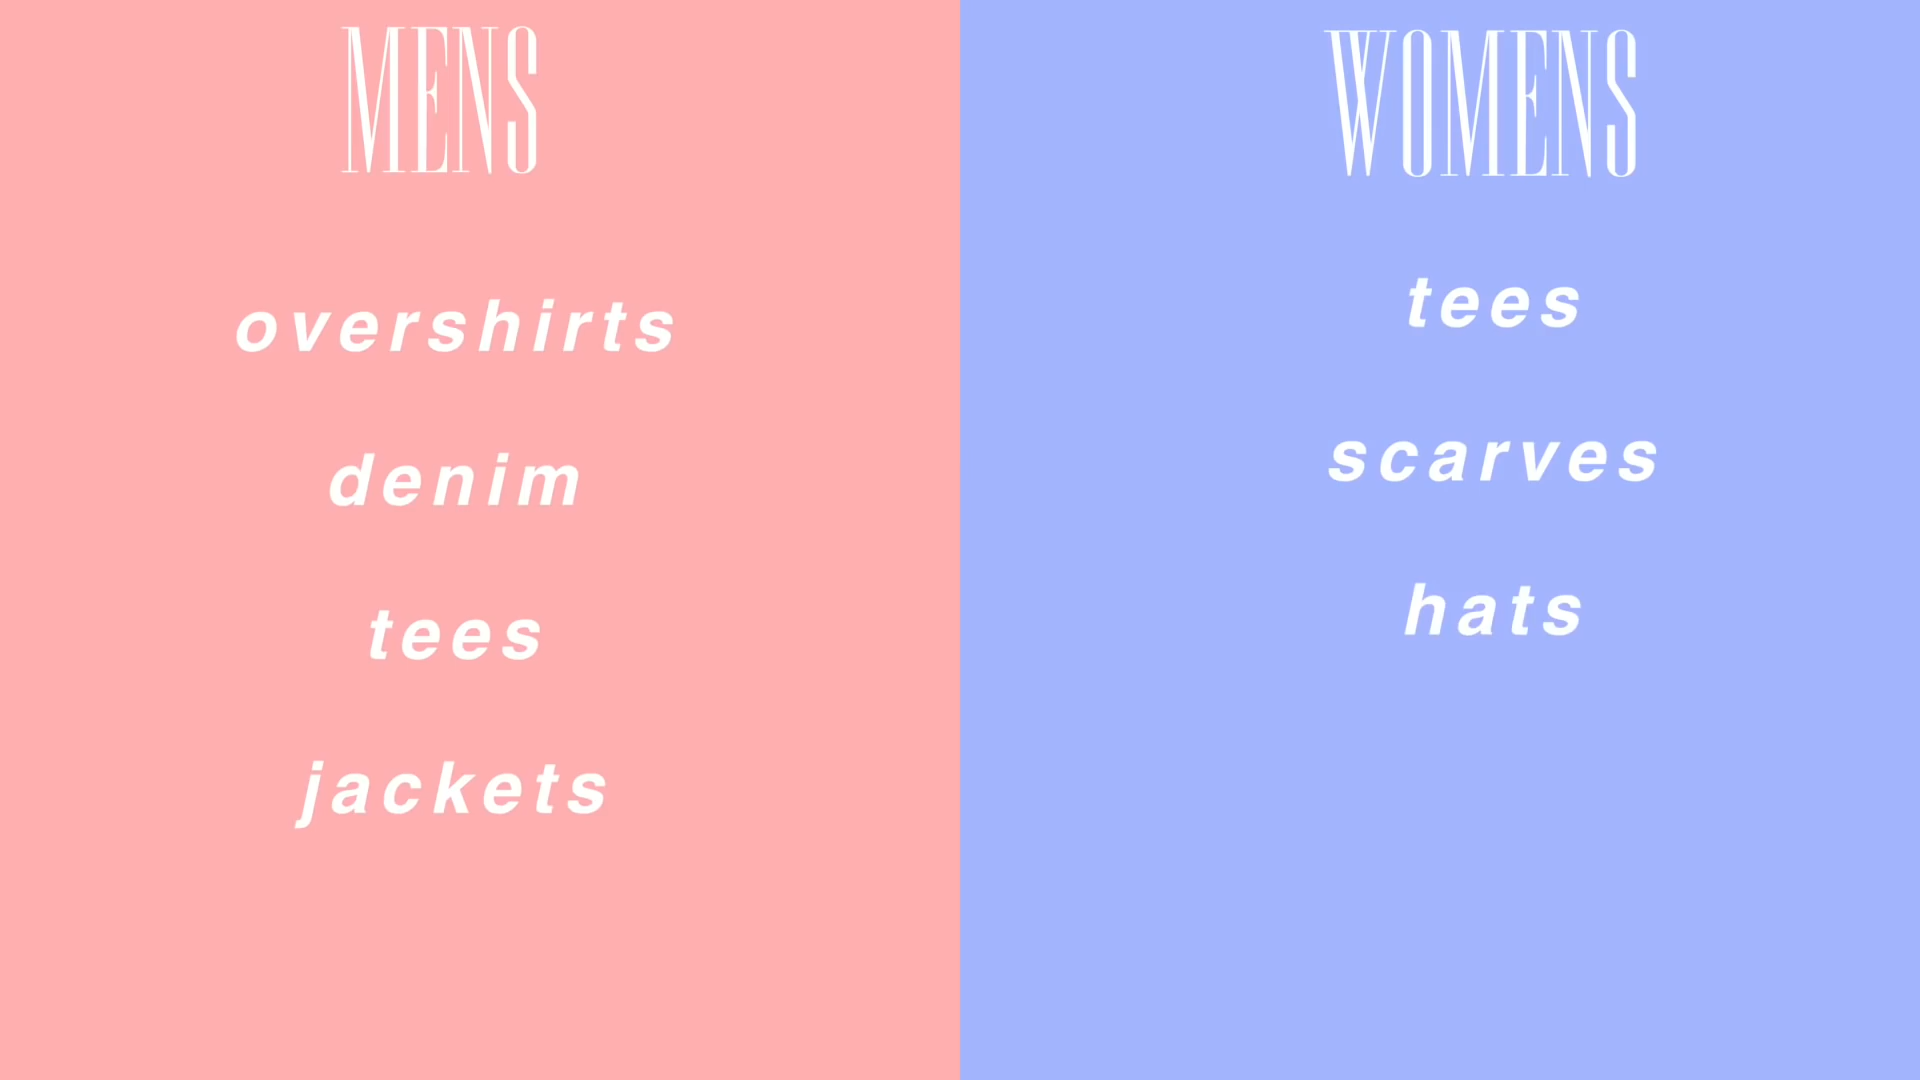 MENS
overshirts
denim
tees
jackets
WOMENS
tees
scarves
hats